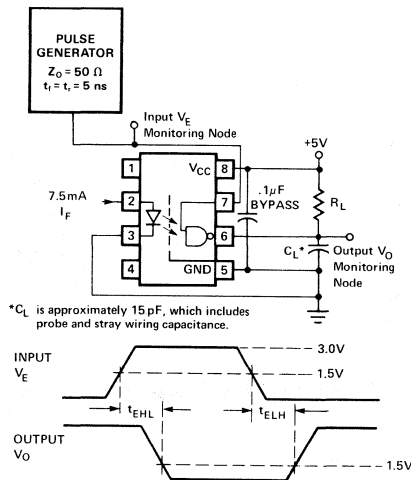 PULSE
GENERATOR
Z_O = 50 Ω
t_f = t_r = 5 ns
Input V_E
Monitoring Node
+5V
1
V_CC
8
7.5mA
I_F
2
7
.1µF
BYPASS
R_L
3
6
C_L*
Output V_O
Monitoring
Node
4
GND
5
*C_L is approximately 15 pF, which includes
probe and stray wiring capacitance.
INPUT
V_E
3.0V
1.5V
t_EHL
t_ELH
OUTPUT
V_O
1.5V